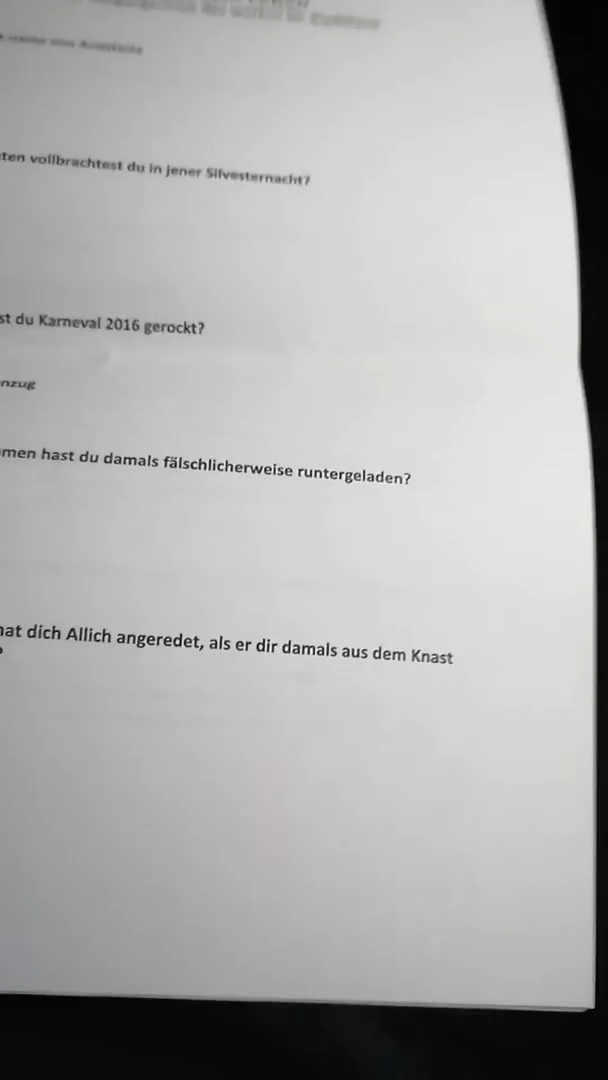 ten vollbrachtest du in jener Silvesternacht?
st du Karneval 2016 gerockt?
nzug
men hast du damals fälschlicherweise runtergeladen?
hat dich Allich angeredet, als er dir damals aus dem Knast